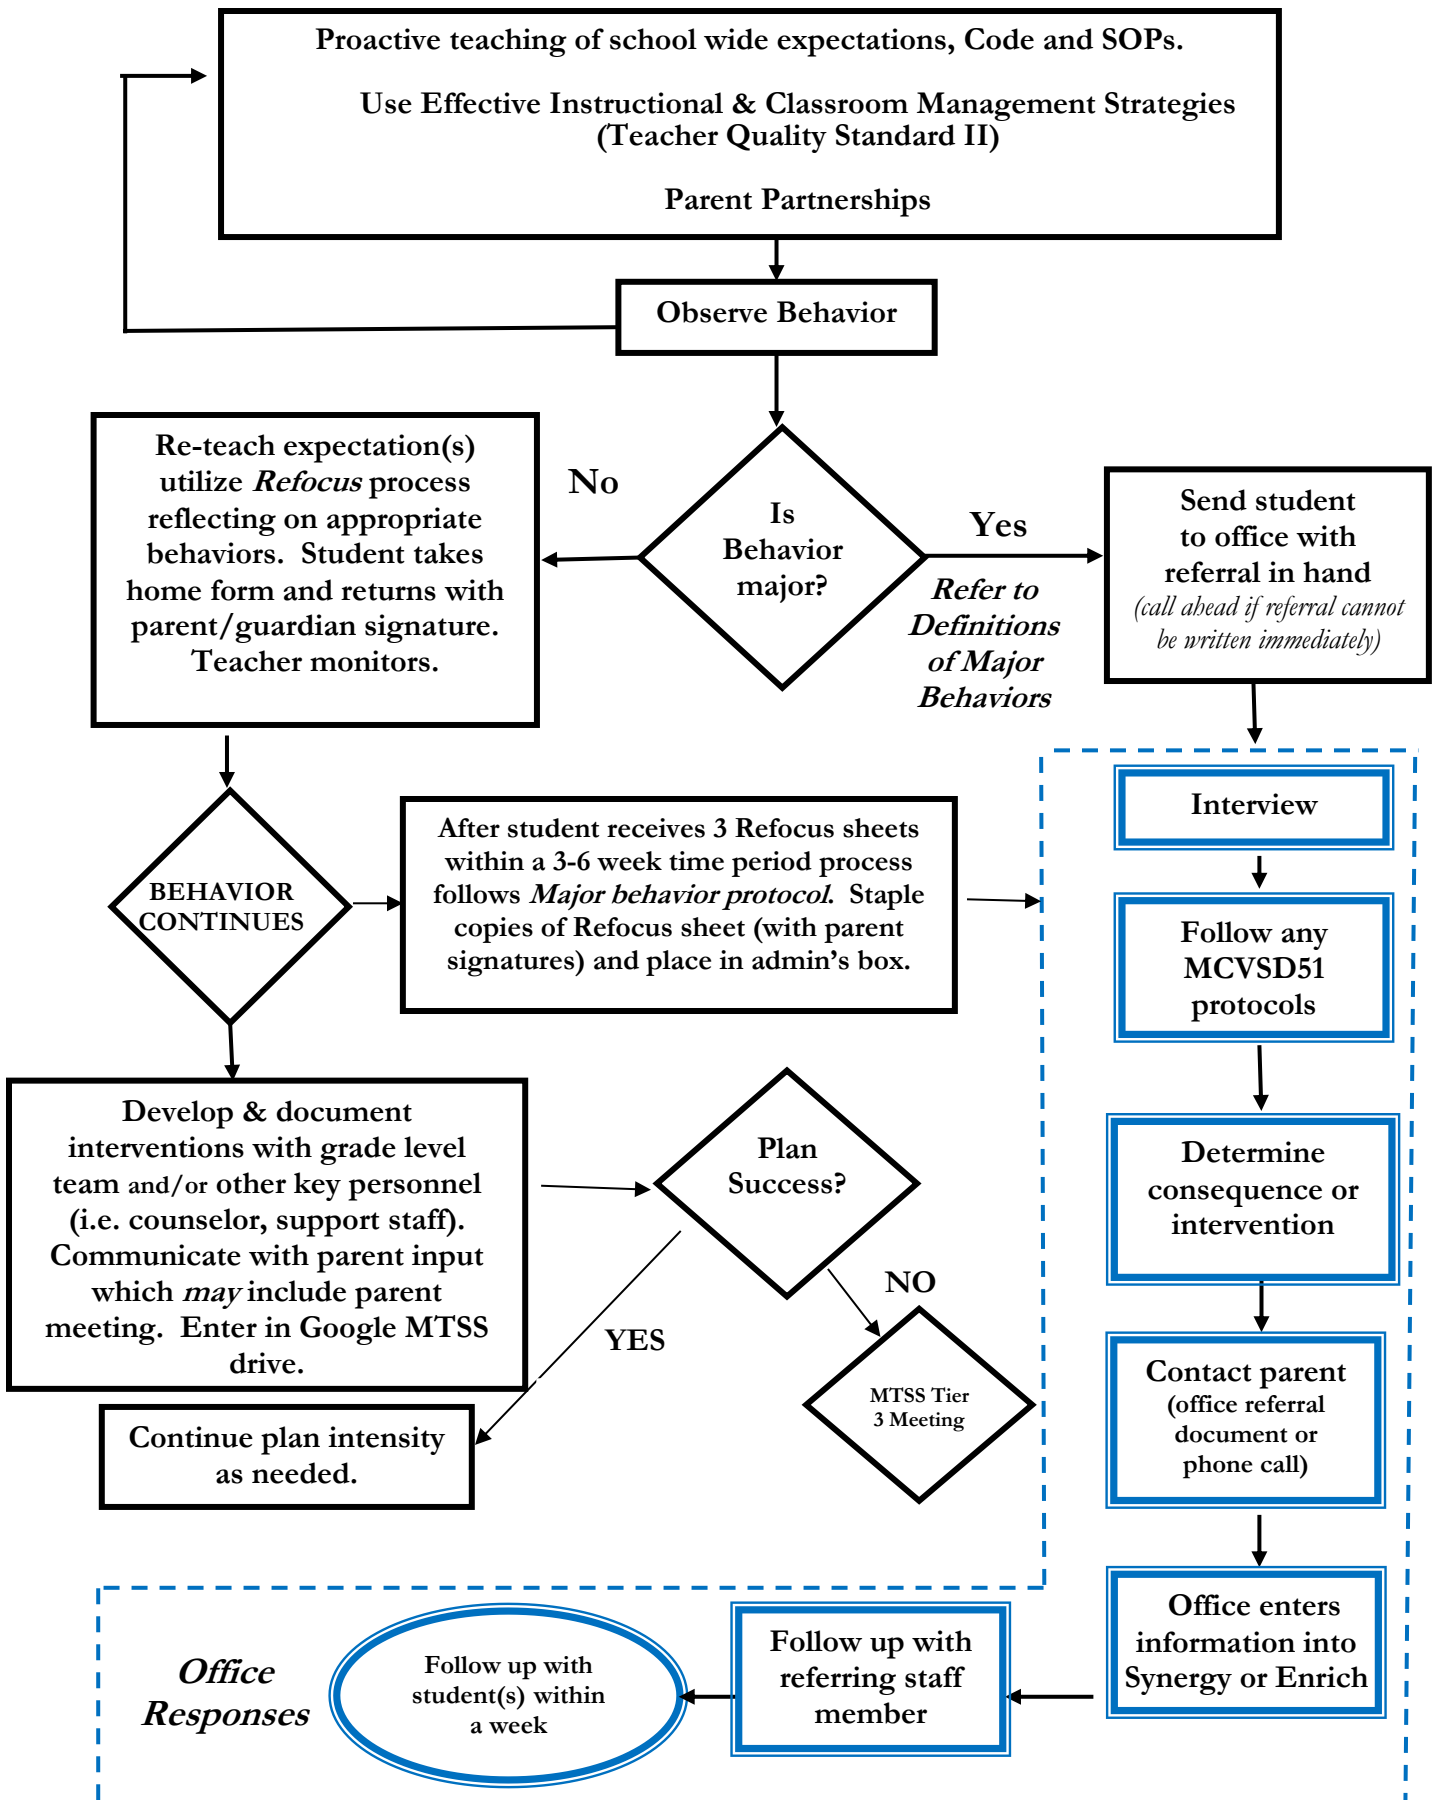 Proactive teaching of school wide expectations, Code and SOPs.
Use Effective Instructional & Classroom Management Strategies
(Teacher Quality Standard II)
Parent Partnerships
Observe Behavior
Re-teach expectation(s)
utilize Refocus process
reflecting on appropriate
behaviors.  Student takes
home form and returns with
parent/guardian signature.
Teacher monitors.
No
Is
Behavior
major?
Yes
Refer to
Definitions
of Major
Behaviors
Send student
to office with
referral in hand
(call ahead if referral cannot
be written immediately)
BEHAVIOR
CONTINUES
After student receives 3 Refocus sheets
within a 3-6 week time period process
follows Major behavior protocol.  Staple
copies of Refocus sheet (with parent
signatures) and place in admin's box.
Interview
Follow any
MCVSD51
protocols
Develop & document
interventions with grade level
team and/or other key personnel
(i.e. counselor, support staff).
Communicate with parent input
which may include parent
meeting.  Enter in Google MTSS
drive.
Plan
Success?
NO
YES
MTSS Tier
3 Meeting
Continue plan intensity
as needed.
Determine
consequence or
intervention
Contact parent
(office referral
document or
phone call)
Office enters
information into
Synergy or Enrich
Follow up with
referring staff
member
Follow up with
student(s) within
a week
Office
Responses